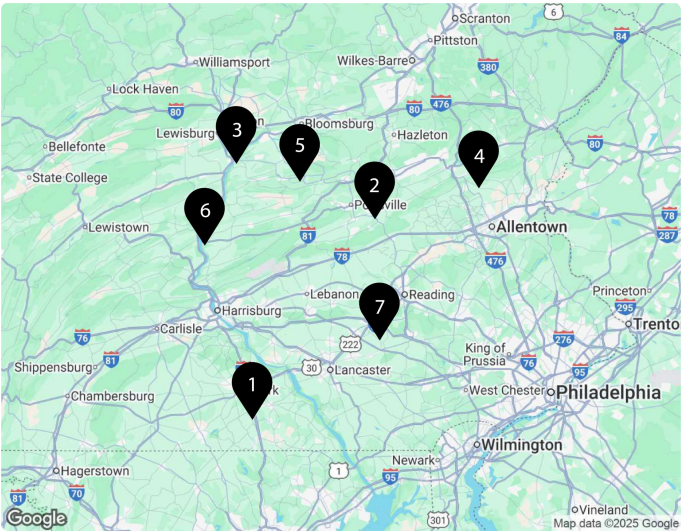 Scranton
6
Pittston
84
Williamsport
Wilkes-Barre
380
Lock Haven
80
476
80
Lewisburg
3
Bloomsburg
Hazleton
80
Bellefonte
5
4
State College
2
6
78
Lewistown
81
Allentown
287
78
476
Lebanon
Reading
Princeton
7
295
Harrisburg
76
Carlisle
222
276
81
King of
Prussia
76
Shippensburg
30
Lancaster
95
1
Chambersburg
West Chester
Philadelphia
Wilmington
Newark
Hagerstown
1
95
81
70
Vineland
301
Google
Map data ©2025 Google